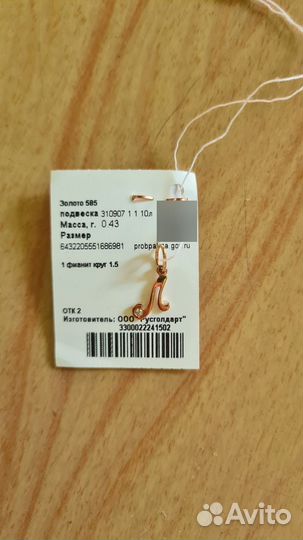 Золото 585
подвеска 310907 1 1 10л
Масса, г. 0.43
Размер
6432205551686981 probpalata.gov.ru
1 фианит круг 1.5
ОТК 2
Изготовитель: ООО "Русголдарт"
3300022241502
Avito